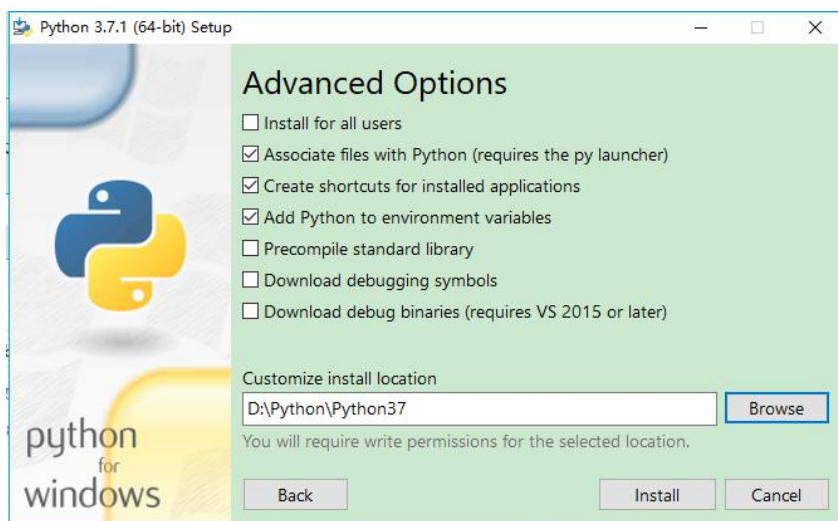 Python 3.7.1 (64-bit) Setup
Advanced Options
Install for all users
Associate files with Python (requires the py launcher)
Create shortcuts for installed applications
Add Python to environment variables
Precompile standard library
Download debugging symbols
Download debug binaries (requires VS 2015 or later)
Customize install location
D:\Python\Python37
Browse
You will require write permissions for the selected location.
python
for
windows
Back
Install
Cancel